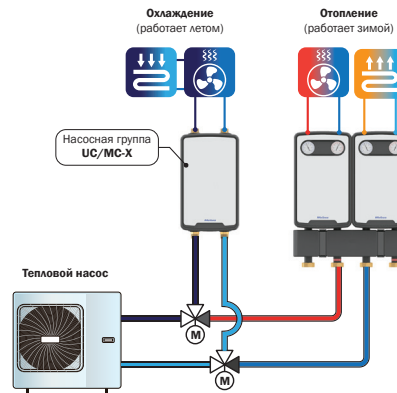 Охлаждение
(работает летом)
Отопление
(работает зимой)
Насосная группа
UC/MC-X
Тепловой насос
M
M